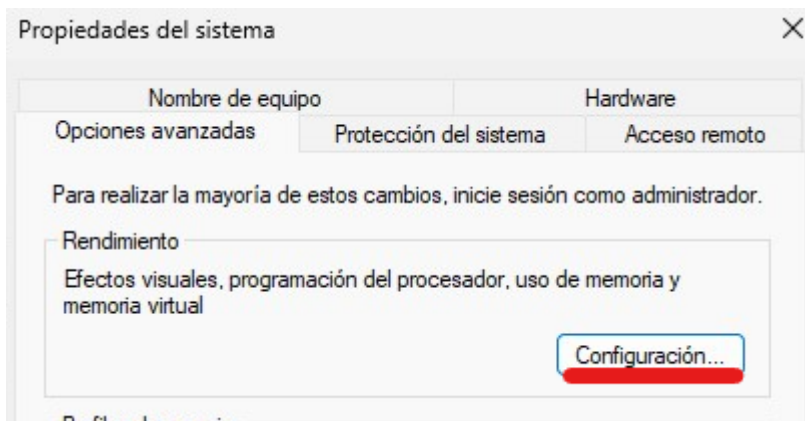 Propiedades del sistema
Nombre de equipo
Hardware
Opciones avanzadas
Protección del sistema
Acceso remoto
Para realizar la mayoría de estos cambios, inicie sesión como administrador.
Rendimiento
Efectos visuales, programación del procesador, uso de memoria y
memoria virtual
Configuración...